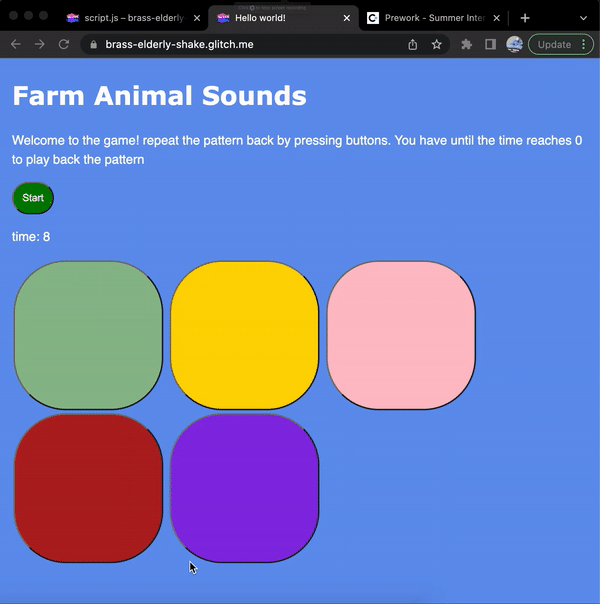 script.js – brass-elderly
Hello world!
Prework - Summer Inter
brass-elderly-shake.glitch.me
Update
Farm Animal Sounds
Welcome to the game! repeat the pattern back by pressing buttons. You have until the time reaches 0
to play back the pattern
Start
time: 8